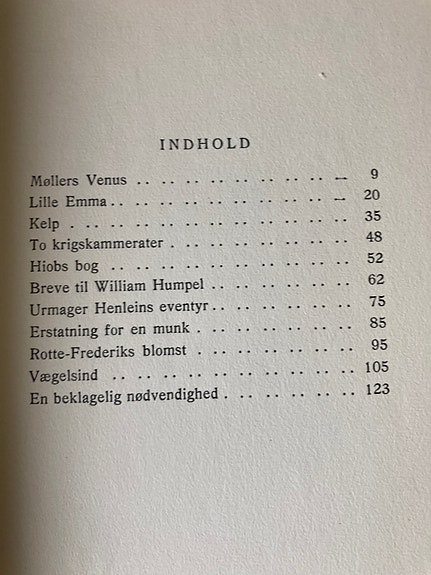 INDHOLD
Møllers Venus .. .. .. .. .. .. .. .. .. .. 9
Lille Emma .. .. .. .. .. .. .. .. .. .. .. 20
Kelp . .. .. .. .. .. .. .. .. .. .. .. .. 35
To krigskammerater . .. .. .. .. .. .. .. .. 48
Hiobs bog .. .. .. .. .. .. .. .. .. .. .. 52
Breve til William Humpel .. .. .. .. .. .. .. 62
Urmager Henleins eventyr .. .. .. .. .. .. .. 75
Erstatning for en munk . .. .. .. .. .. .. .. 85
Rotte-Frederiks blomst . .. .. .. .. .. .. .. 95
Vægelsind .. .. .. .. .. .. .. .. .. .. .. 105
En beklagelig nødvendighed . .. .. .. .. .. .. 123